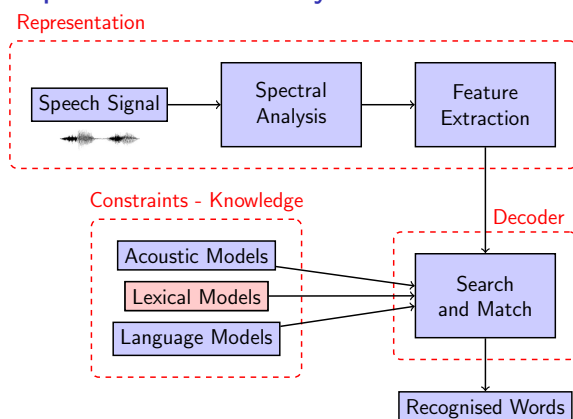 Representation
Speech Signal
Spectral
Analysis
Feature
Extraction
Constraints - Knowledge
Decoder
Acoustic Models
Lexical Models
Language Models
Search
and Match
Recognised Words